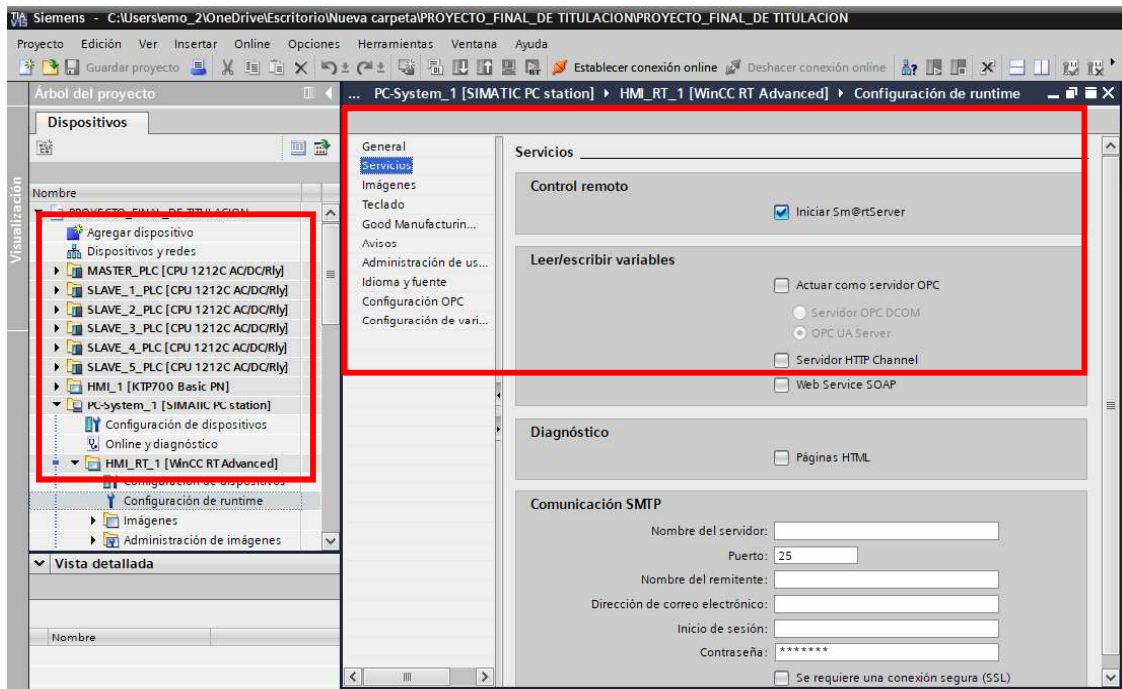 Siemens - C:\Users\emo_2\OneDrive\Escritorio\Nueva carpeta\PROYECTO_FINAL_DE TITULACION\PROYECTO_FINAL_DE TITULACION
Proyecto Edición Ver Insertar Online Opciones Herramientas Ventana Ayuda
Guardar proyecto Establecer conexión online Deshacer conexión online
Árbol del proyecto
... PC-System_1 [SIMATIC PC station] HMI_RT_1 [WinCC RT Advanced] Configuración de runtime
Visualización
Dispositivos
Nombre
PROYECTO_FINAL_DE TITULACION
Agregar dispositivo
Dispositivos y redes
MASTER_PLC [CPU 1212C AC/DC/Rly]
SLAVE_1_PLC [CPU 1212C AC/DC/Rly]
SLAVE_2_PLC [CPU 1212C AC/DC/Rly]
SLAVE_3_PLC [CPU 1212C AC/DC/Rly]
SLAVE_4_PLC [CPU 1212C AC/DC/Rly]
SLAVE_5_PLC [CPU 1212C AC/DC/Rly]
HMI_1 [KTP700 Basic PN]
PC-System_1 [SIMATIC PC station]
Configuración de dispositivos
Online y diagnóstico
HMI_RT_1 [WinCC RT Advanced]
Configuración de dispositivos
Configuración de runtime
Imágenes
Administración de imágenes
Vista detallada
Nombre
General
Servicios
Imágenes
Teclado
Good Manufacturin...
Avisos
Administración de us...
Idioma y fuente
Configuración OPC
Configuración de vari...
Servicios
Control remoto
Iniciar Sm@rtServer
Leer/escribir variables
Actuar como servidor OPC
Servidor OPC DCOM
OPC UA Server
Servidor HTTP Channel
Web Service SOAP
Diagnóstico
Páginas HTML
Comunicación SMTP
Nombre del servidor:
Puerto: 25
Nombre del remitente:
Dirección de correo electrónico:
Inicio de sesión:
Contraseña: *******
Se requiere una conexión segura (SSL)